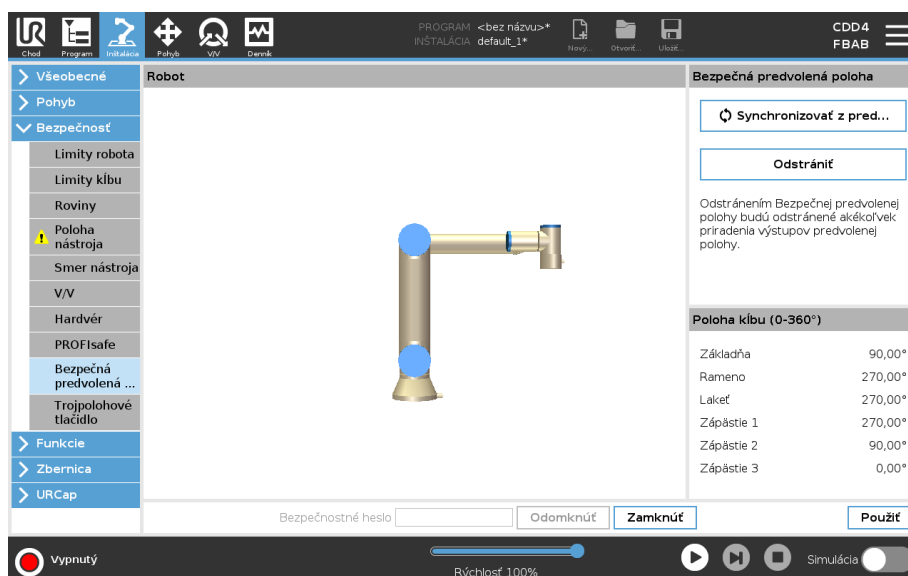 PROGRAM <bez názvu>*
INŠTALÁCIA default_1*
CDD4
FBAB
Chod
Program
Inštalácia
Pohyb
V/V
Denník
Nový...
Otvoriť...
Uložiť...
Všeobecné
Pohyb
Bezpečnosť
Limity robota
Limity kĺbu
Roviny
Poloha
nástroja
Smer nástroja
V/V
Hardvér
PROFIsafe
Bezpečná
predvolená ...
Trojpolohové
tlačidlo
Funkcie
Zbernica
URCap
Robot
Bezpečná predvolená poloha
Synchronizovať z pred...
Odstrániť
Odstránením Bezpečnej predvolenej
polohy budú odstránené akékoľvek
priradenia výstupov predvolenej
polohy.
Poloha kĺbu (0-360°)
Základňa 90,00°
Rameno 270,00°
Lakeť 270,00°
Zápästie 1 270,00°
Zápästie 2 90,00°
Zápästie 3 0,00°
Bezpečnostné heslo
Odomknúť
Zamknúť
Použiť
Vypnutý
Rýchlosť 100%
Simulácia